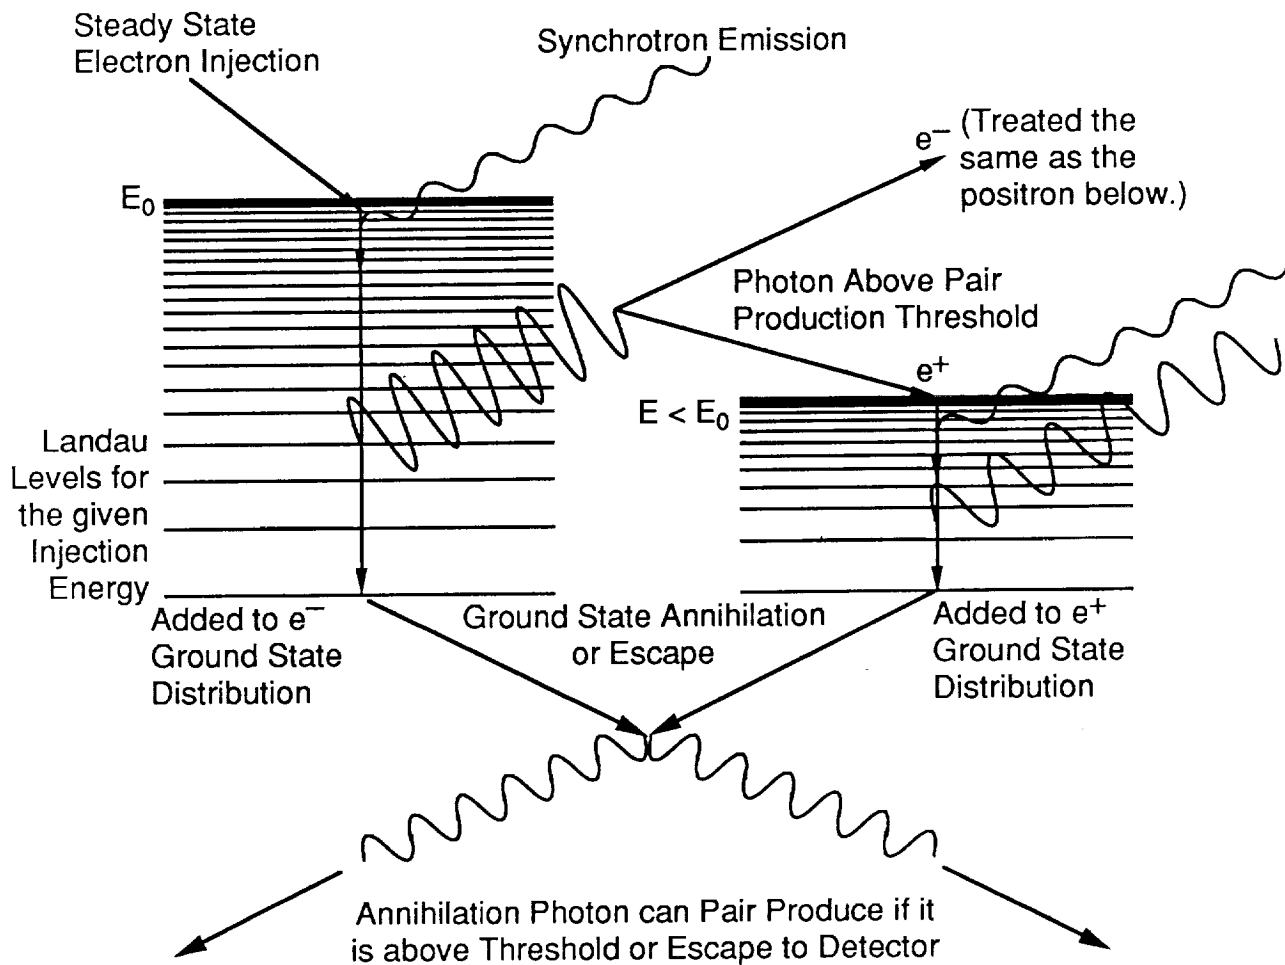 Steady State
Electron Injection
Synchrotron Emission
e⁻ (Treated the
same as the
positron below.)
E₀
Photon Above Pair
Production Threshold
e⁺
E < E₀
Landau
Levels for
the given
Injection
Energy
Added to e⁻
Ground State
Distribution
Ground State Annihilation
or Escape
Added to e⁺
Ground State
Distribution
Annihilation Photon can Pair Produce if it
is above Threshold or Escape to Detector